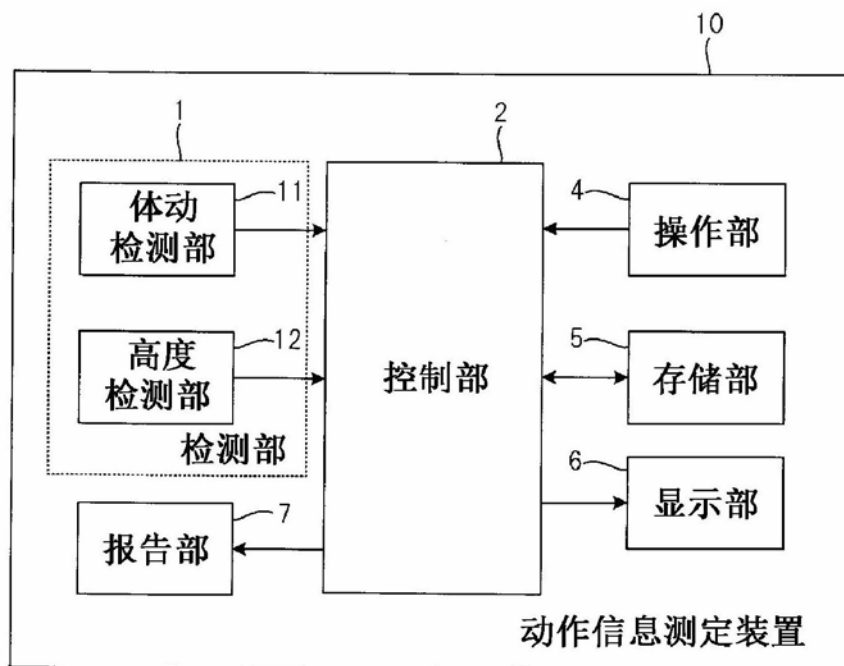 10
1
2
11
体动
检测部
4
操作部
12
高度
检测部
控制部
5
存储部
检测部
6
显示部
7
报告部
动作信息测定装置